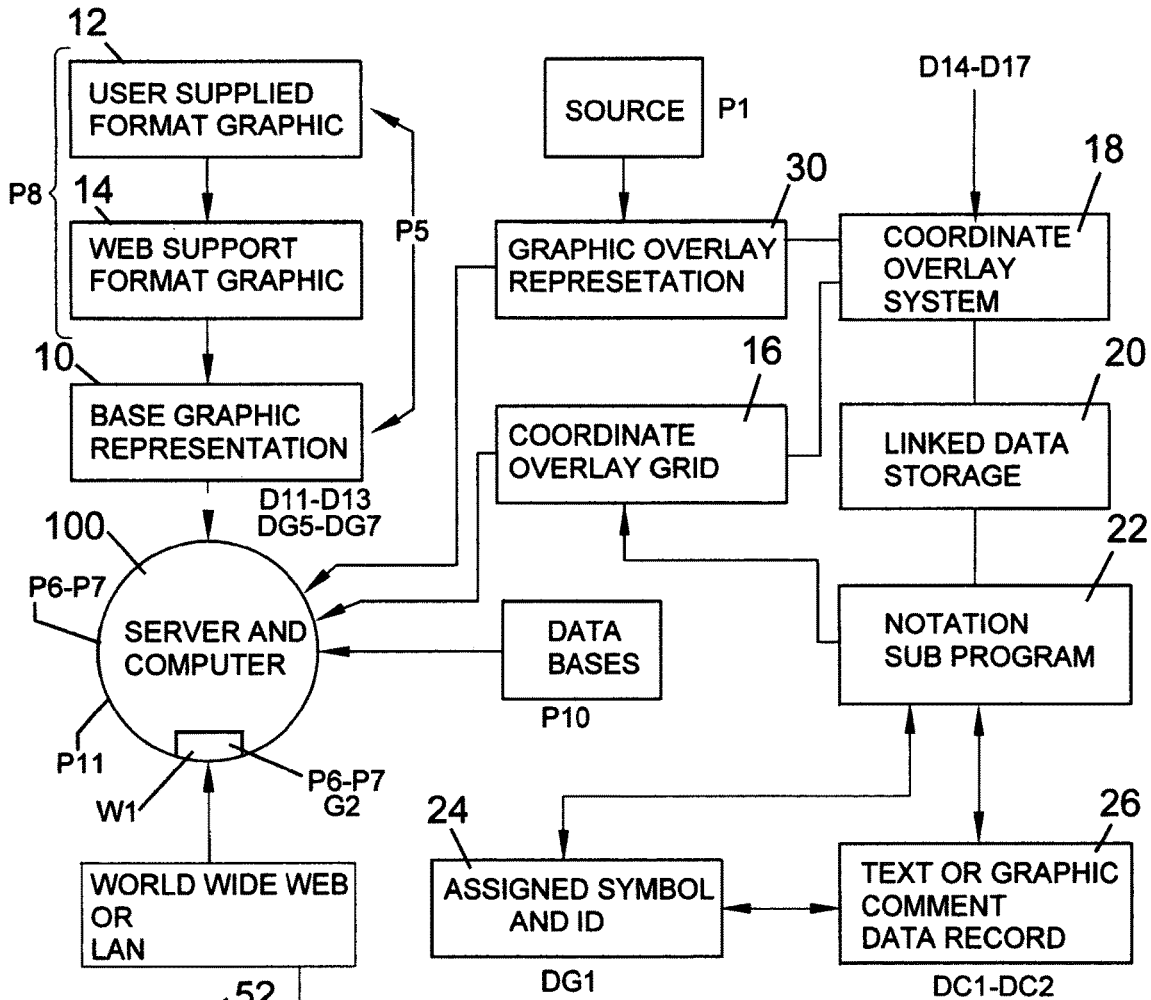 12
USER SUPPLIED
FORMAT GRAPHIC
P8
14
WEB SUPPORT
FORMAT GRAPHIC
P5
10
BASE GRAPHIC
REPRESENTATION
D11-D13
DG5-DG7
100
P6-P7
SERVER AND
COMPUTER
P11
W1
P6-P7
G2
WORLD WIDE WEB
OR
LAN
52
SOURCE
P1
30
GRAPHIC OVERLAY
REPRESETATION
16
COORDINATE
OVERLAY GRID
DATA
BASES
P10
D14-D17
18
COORDINATE
OVERLAY
SYSTEM
20
LINKED DATA
STORAGE
22
NOTATION
SUB PROGRAM
24
ASSIGNED SYMBOL
AND ID
DG1
26
TEXT OR GRAPHIC
COMMENT
DATA RECORD
DC1-DC2